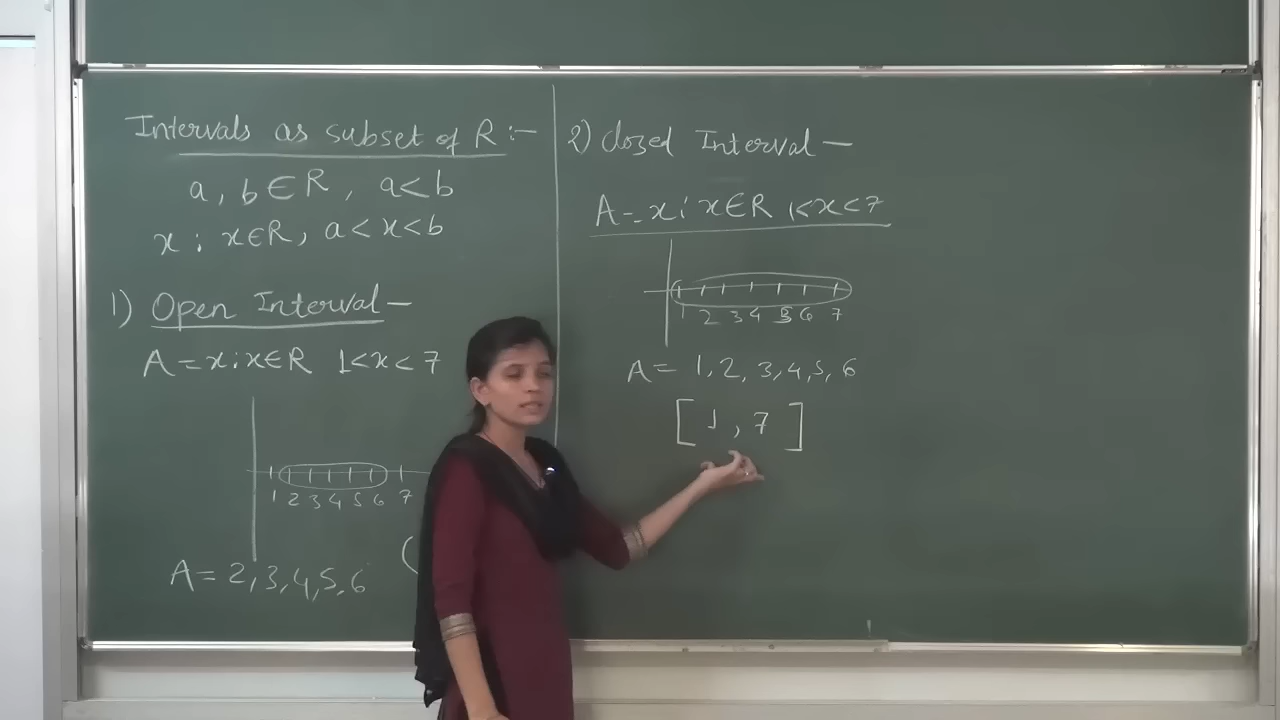 Intervals as subset of R :-
a, b ∈ R, a < b
x : x ∈ R, a < x < b
1) Open Interval -
A = x : x ∈ R 1 < x < 7
1 2 3 4 5 6 7
A = 2, 3, 4, 5, 6
(
2) Closed Interval -
A = x : x ∈ R 1 < x < 7
1 2 3 4 5 6 7
A = 1, 2, 3, 4, 5, 6
[ 1 , 7 ]